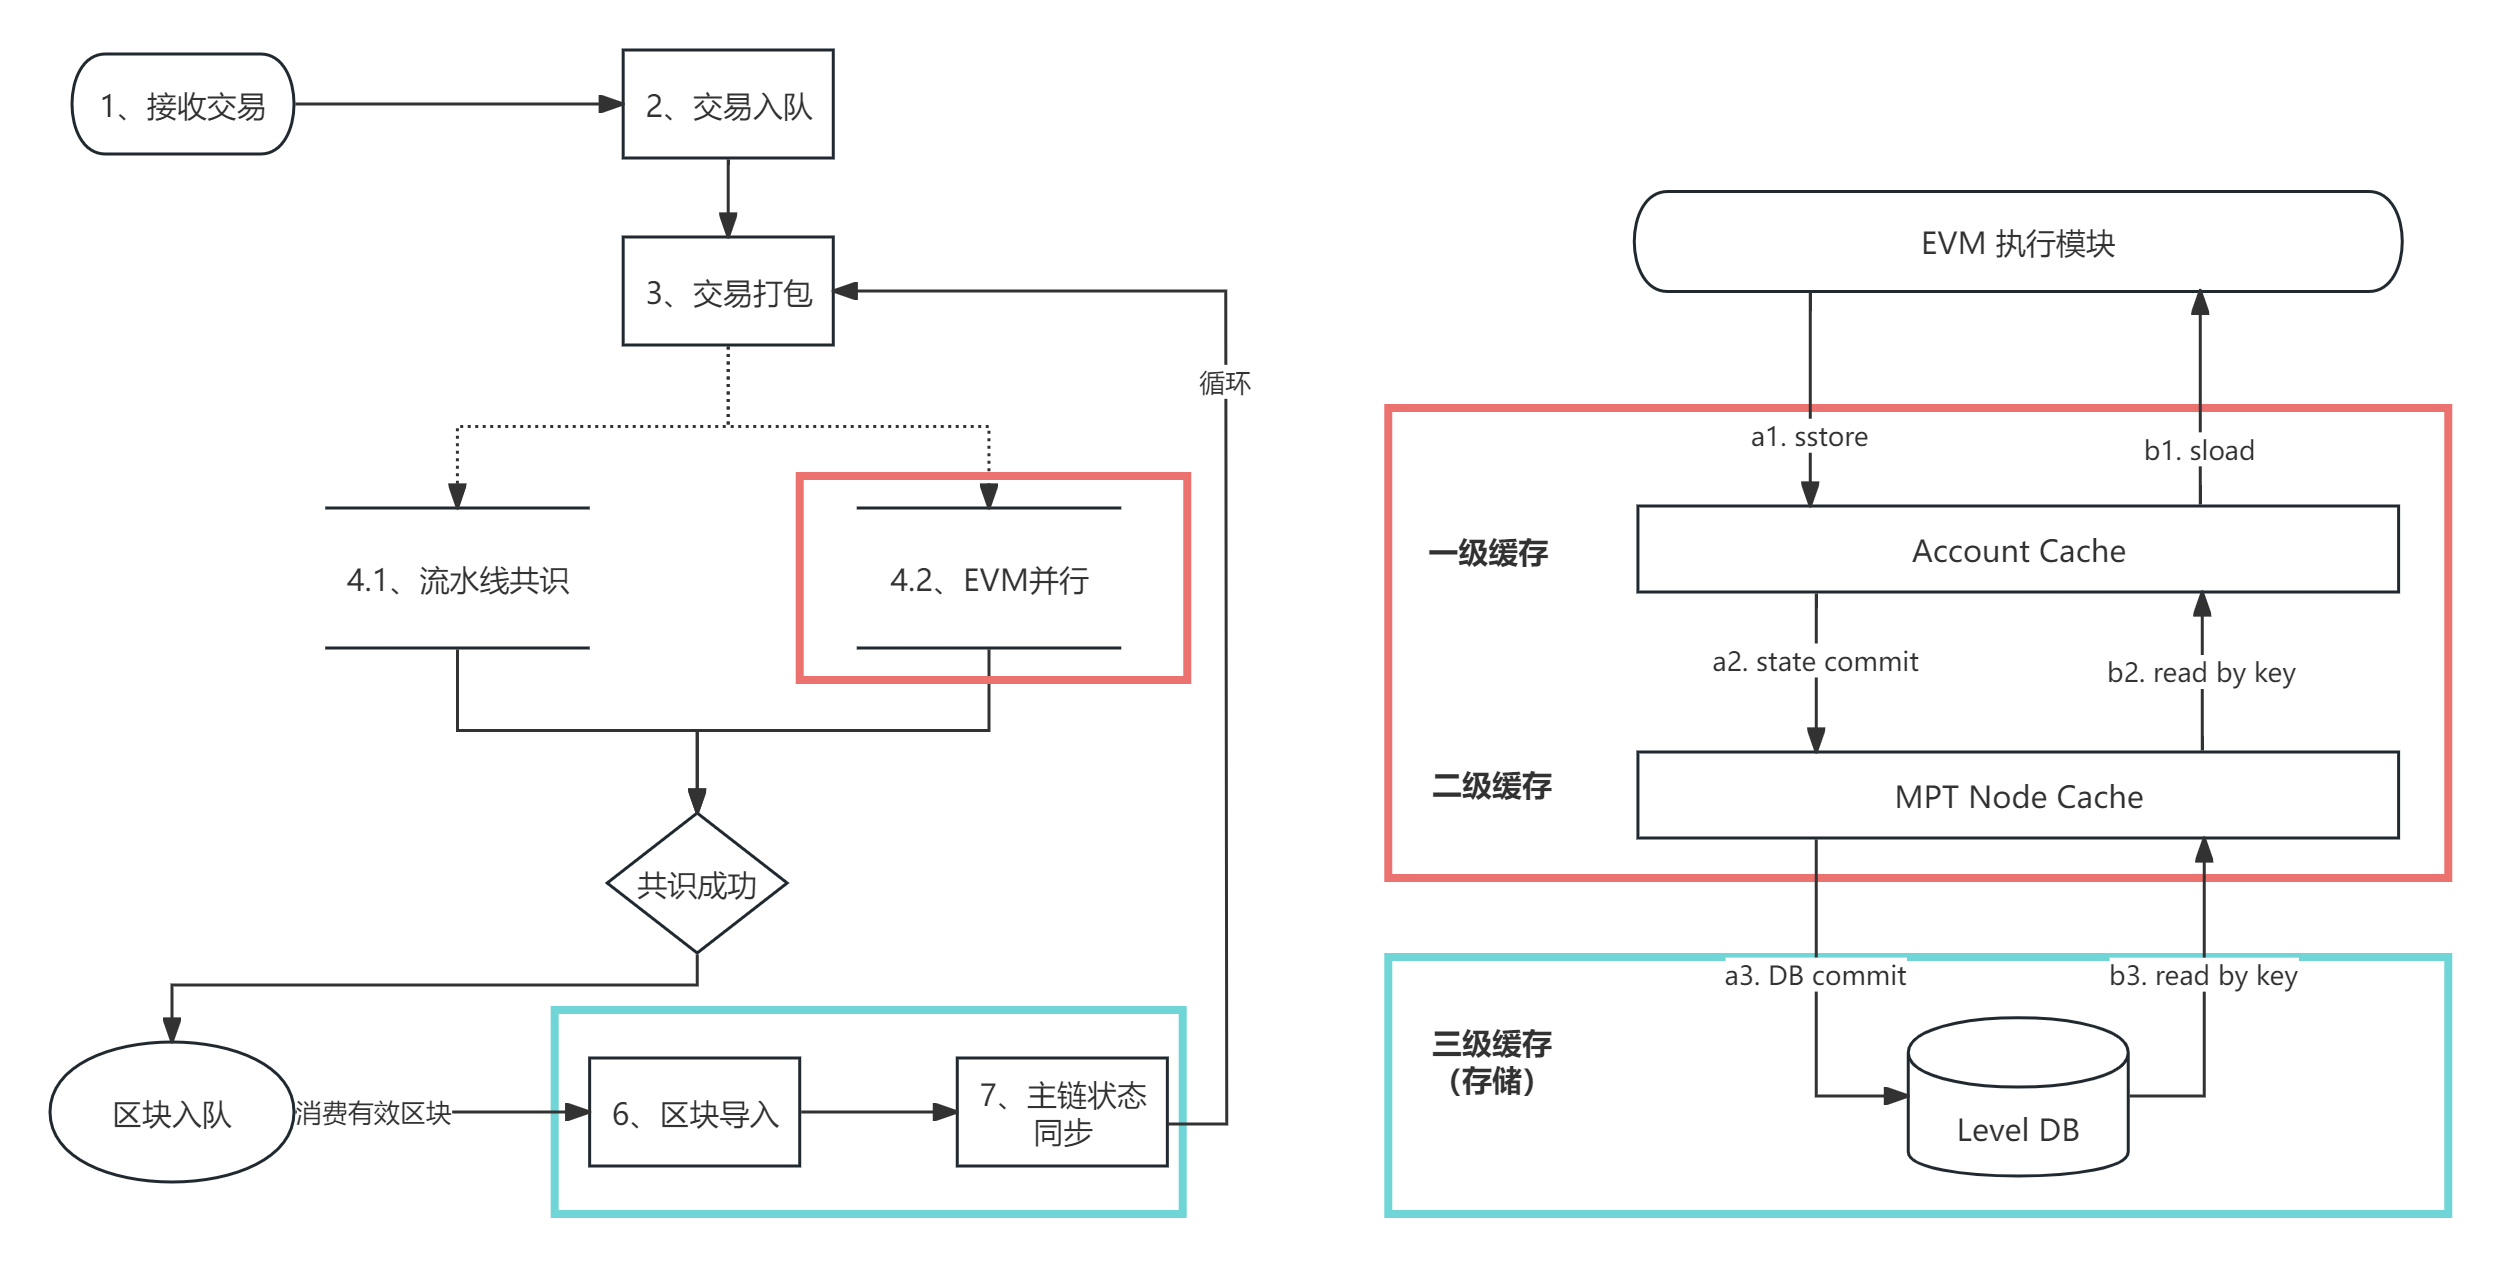 1、接收交易
2、交易入队
3、交易打包
循环
4.1、流水线共识
4.2、EVM并行
共识成功
区块入队
消费有效区块
6、区块导入
7、主链状态
同步
EVM 执行模块
a1. sstore
b1. sload
一级缓存
Account Cache
a2. state commit
b2. read by key
二级缓存
MPT Node Cache
a3. DB commit
b3. read by key
三级缓存
（存储）
Level DB